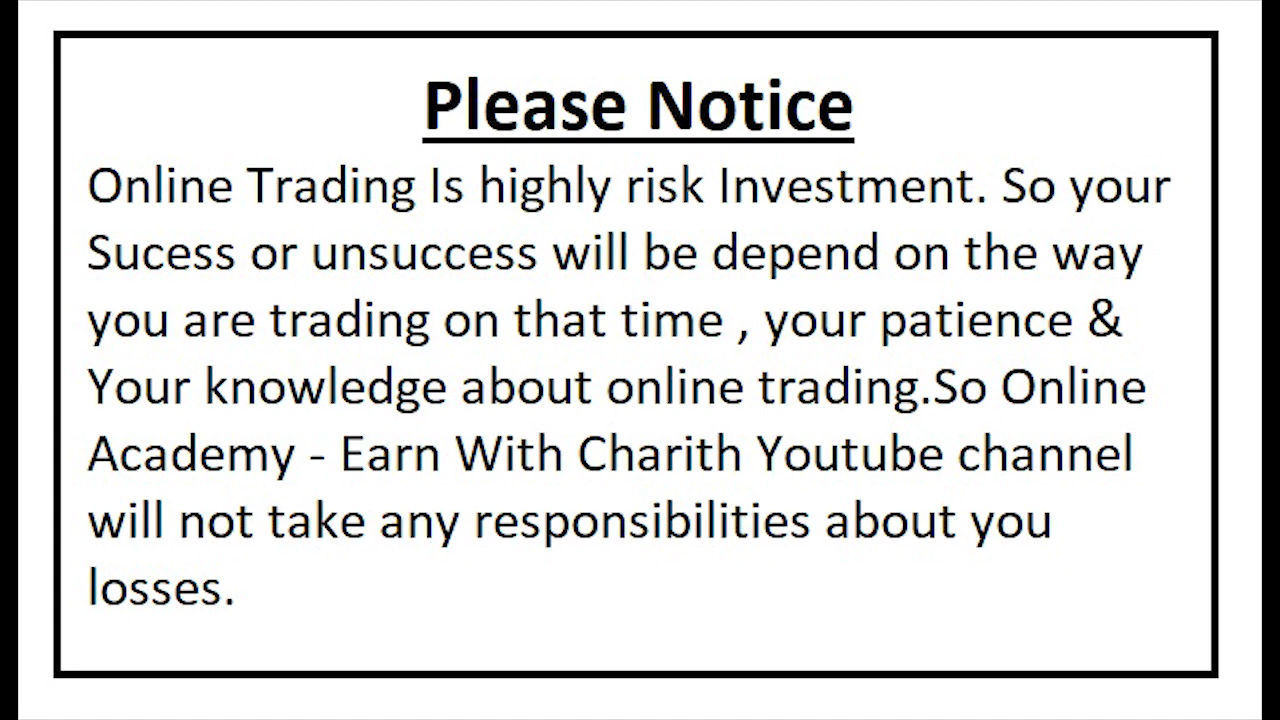 Please Notice
Online Trading Is highly risk Investment. So your
Sucess or unsuccess will be depend on the way
you are trading on that time , your patience &
Your knowledge about online trading.So Online
Academy - Earn With Charith Youtube channel
will not take any responsibilities about you
losses.